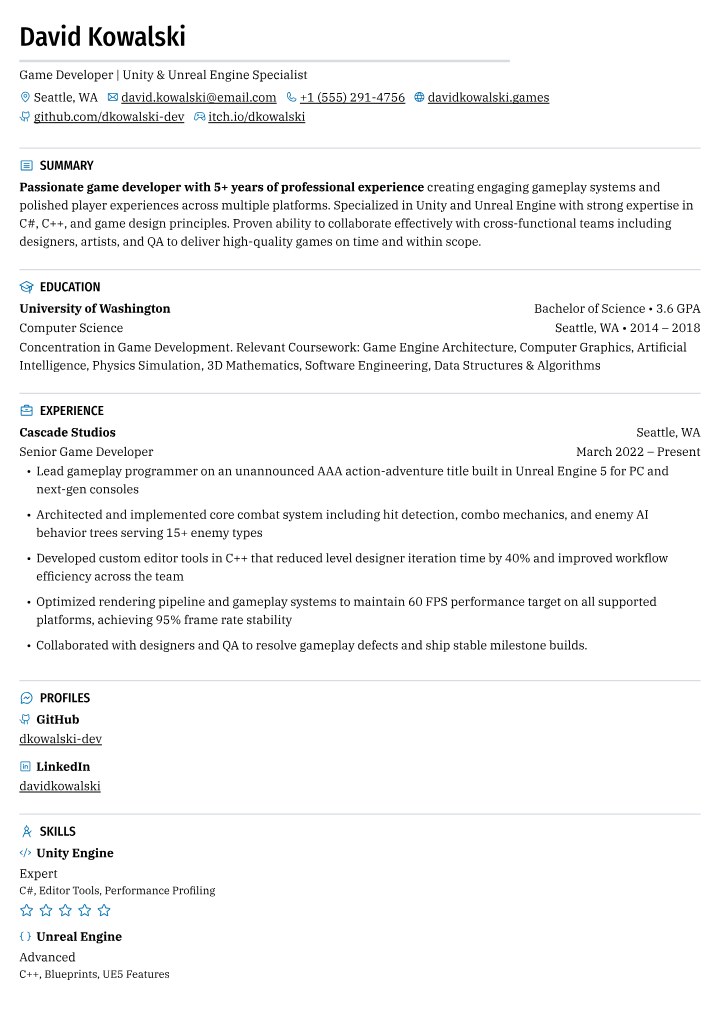 David Kowalski
Game Developer | Unity & Unreal Engine Specialist
Seattle, WA david.kowalski@email.com +1 (555) 291-4756 davidkowalski.games
github.com/dkowalski-dev itch.io/dkowalski
SUMMARY
Passionate game developer with 5+ years of professional experience creating engaging gameplay systems and
polished player experiences across multiple platforms. Specialized in Unity and Unreal Engine with strong expertise in
C#, C++, and game design principles. Proven ability to collaborate effectively with cross-functional teams including
designers, artists, and QA to deliver high-quality games on time and within scope.
EDUCATION
University of Washington Bachelor of Science • 3.6 GPA
Computer Science Seattle, WA • 2014 – 2018
Concentration in Game Development. Relevant Coursework: Game Engine Architecture, Computer Graphics, Artificial
Intelligence, Physics Simulation, 3D Mathematics, Software Engineering, Data Structures & Algorithms
EXPERIENCE
Cascade Studios Seattle, WA
Senior Game Developer March 2022 – Present
• Lead gameplay programmer on an unannounced AAA action-adventure title built in Unreal Engine 5 for PC and
next-gen consoles
• Architected and implemented core combat system including hit detection, combo mechanics, and enemy AI
behavior trees serving 15+ enemy types
• Developed custom editor tools in C++ that reduced level designer iteration time by 40% and improved workflow
efficiency across the team
• Optimized rendering pipeline and gameplay systems to maintain 60 FPS performance target on all supported
platforms, achieving 95% frame rate stability
• Collaborated with designers and QA to resolve gameplay defects and ship stable milestone builds.
PROFILES
GitHub
dkowalski-dev
LinkedIn
davidkowalski
SKILLS
Unity Engine
Expert
C#, Editor Tools, Performance Profiling
Unreal Engine
Advanced
C++, Blueprints, UE5 Features